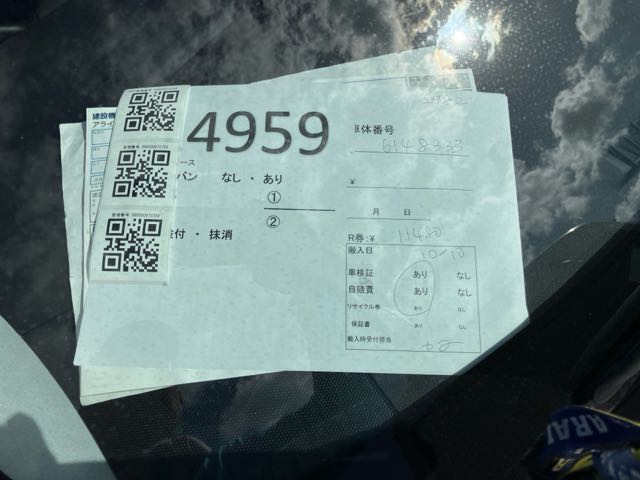 4959
車体番号
6148333
バン なし・あり
¥
①
②
月 日
付・抹消
R券:¥ 11480
搬入日 10/10
車検証 あり なし
自賠責 あり なし
リサイクル券 あり なし
保証書 あり なし
搬入時受付担当
建設機
アライ
ARAI